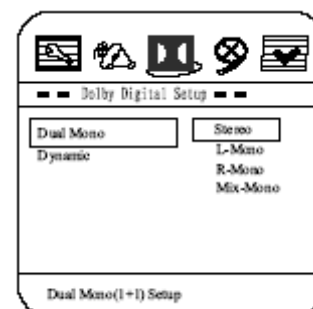 Dolby Digital Setup
Dual Mono
Dynamic
Stereo
L-Mono
R-Mono
Mix-Mono
Dual Mono(1+1) Setup